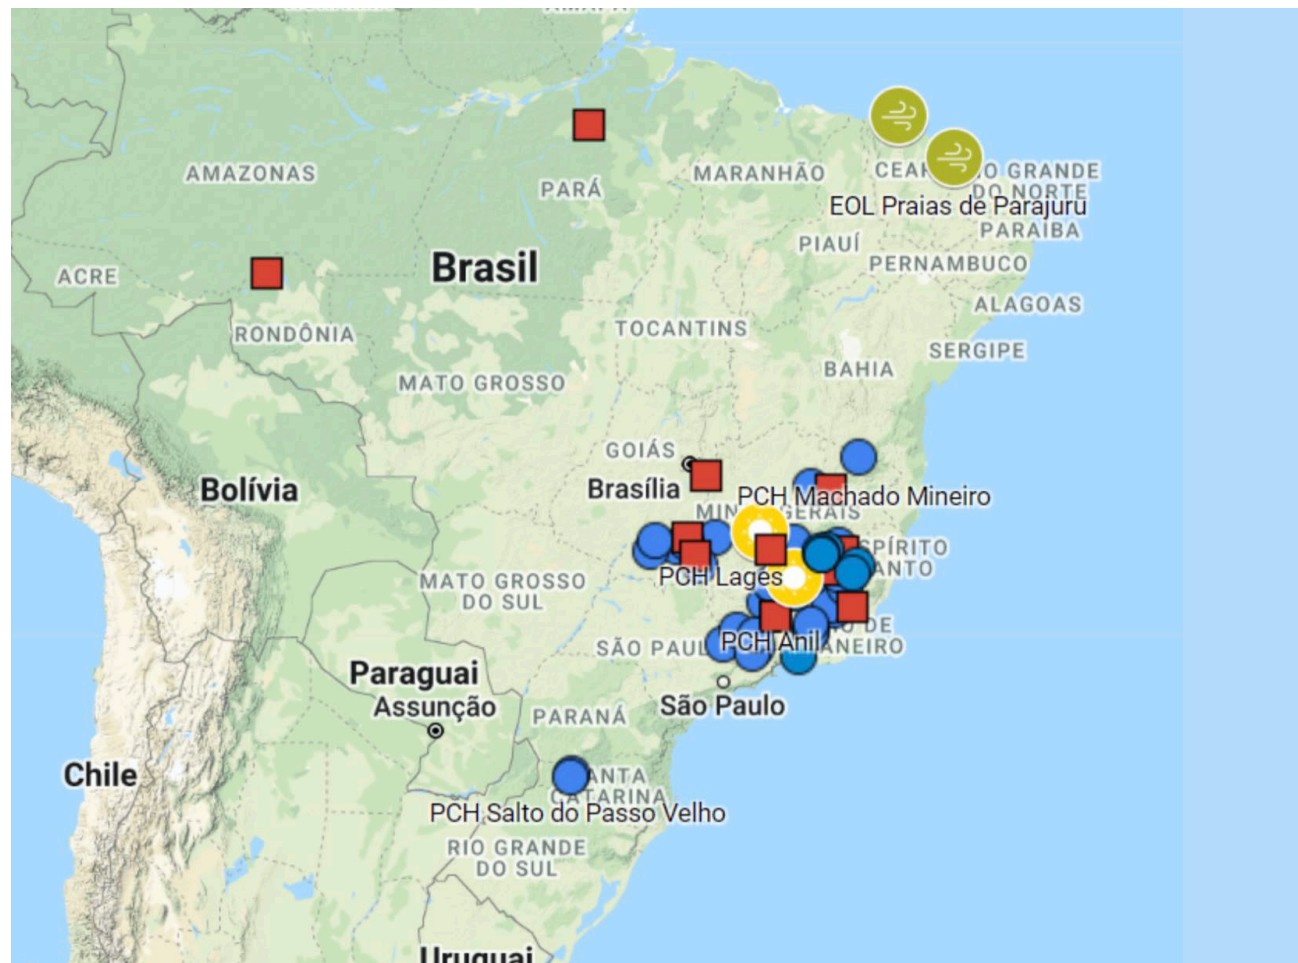 AMAZONAS
PARÁ
MARANHÃO
CEAR
O GRANDE
DO NORTE
EOL Praias de Parajuru
PARAÍBA
PIAUÍ
PERNAMBUCO
Brasil
ACRE
ALAGOAS
RONDÔNIA
TOCANTINS
SERGIPE
BAHIA
MATO GROSSO
GOIÁS
Brasília
Bolívia
PCH Machado Mineiro
MIN GERAIS
SPÍRITO
ANTO
PCH Lages
MATO GROSSO
DO SUL
SÃO PAUL
PCH Anil
O DE
ANEIRO
Paraguai
Assunção
São Paulo
PARANÁ
Chile
ANTA
CATARINA
PCH Salto do Passo Velho
RIO GRANDE
DO SUL
Uruguai